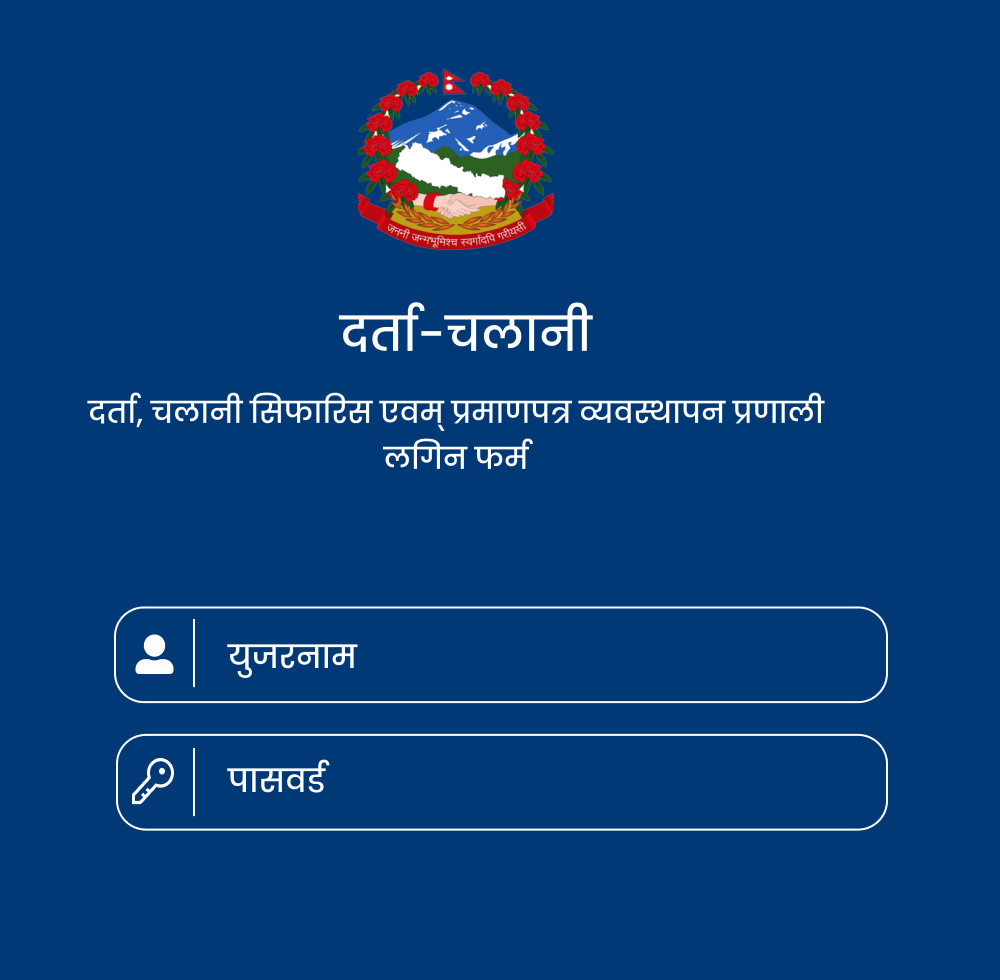 जननी जन्मभूमिश्च स्वर्गादपि गरीयसी
दर्ता-चलानी
दर्ता, चलानी सिफारिस एवम् प्रमाणपत्र व्यवस्थापन प्रणाली
लगिन फर्म
युजरनाम
पासवर्ड